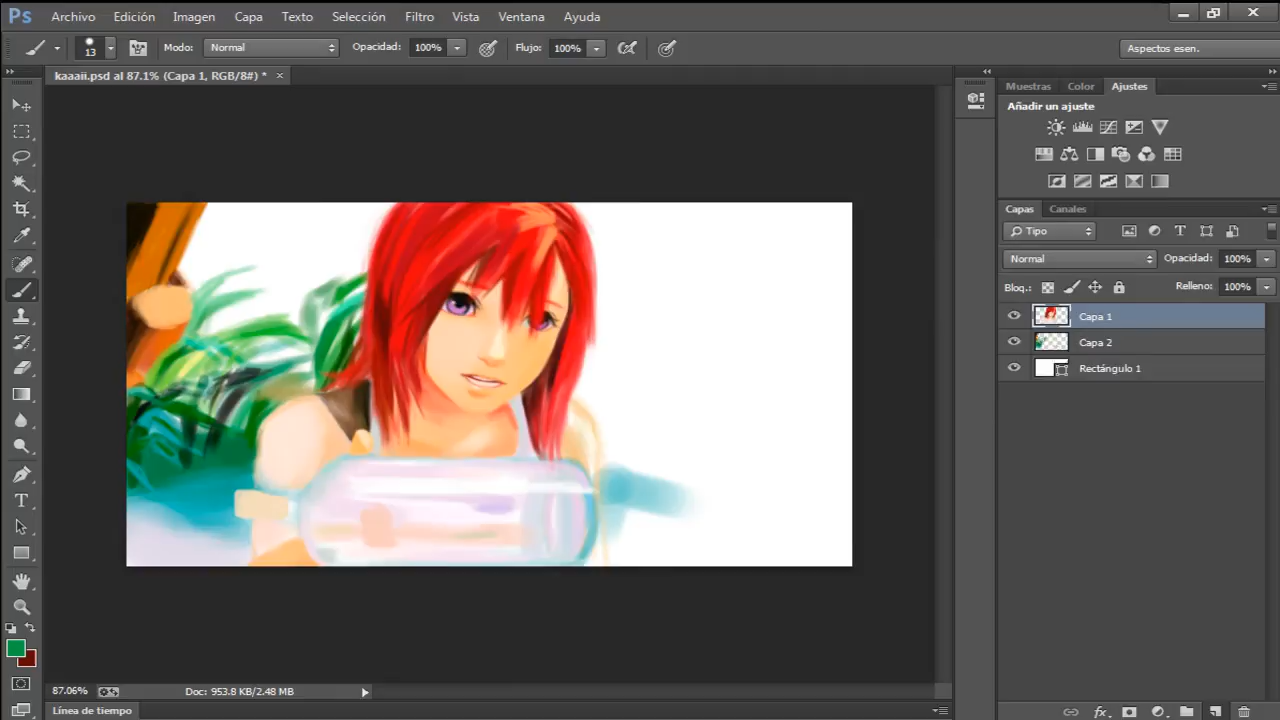 Ps Archivo Edición Imagen Capa Texto Selección Filtro Vista Ventana Ayuda
13 Modo: Normal Opacidad: 100% Flujo: 100% Aspectos esen.
kaaaii.psd al 87.1% (Capa 1, RGB/8#) * ×
Muestras Color Ajustes
Añadir un ajuste
Capas Canales
Tipo
Normal Opacidad: 100%
Bloq.: Relleno: 100%
Capa 1
Capa 2
Rectángulo 1
87.06% Doc: 953.8 KB/2.48 MB
Línea de tiempo